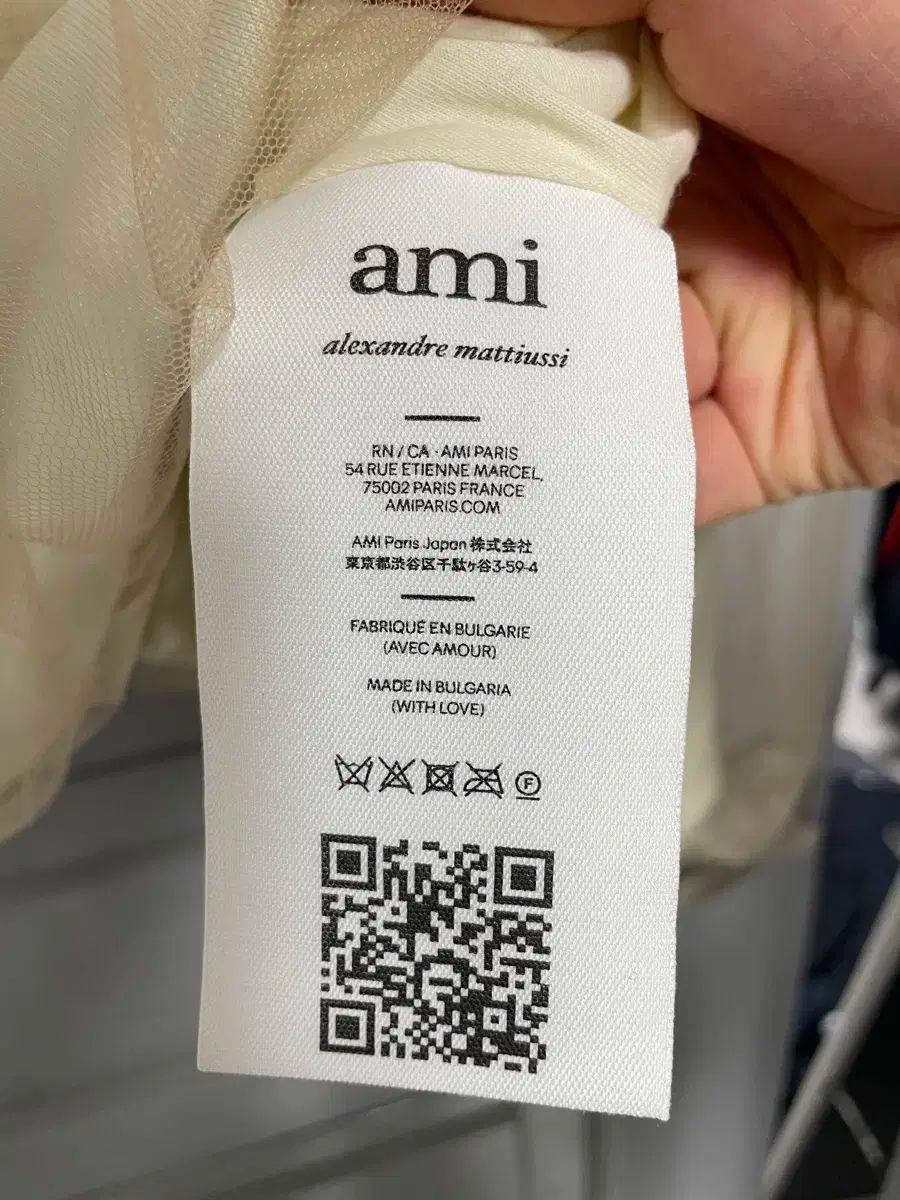 ami
alexandre mattiussi
RN / CA - AMI PARIS
54 RUE ETIENNE MARCEL,
75002 PARIS FRANCE
AMIPARIS.COM
AMI Paris Japan 株式会社
東京都渋谷区千駄ヶ谷3-59-4
FABRIQUÉ EN BULGARIE
(AVEC AMOUR)
MADE IN BULGARIA
(WITH LOVE)
F